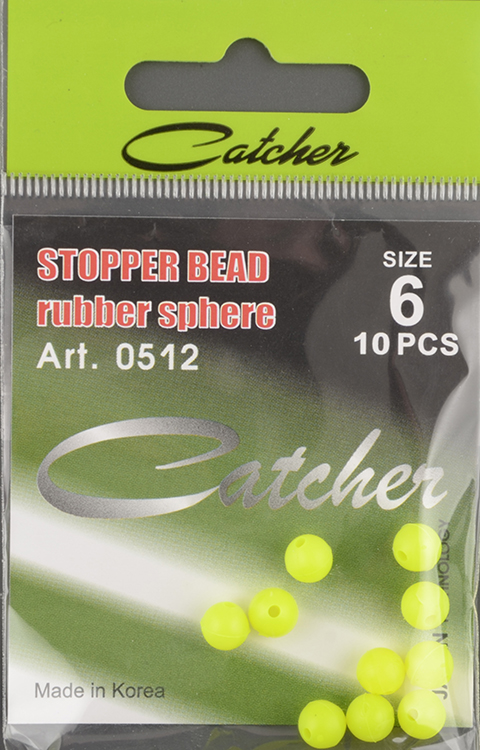 Catcher
STOPPER BEAD
rubber sphere
Art. 0512
SIZE
6
10 PCS
Catcher
Made in Korea